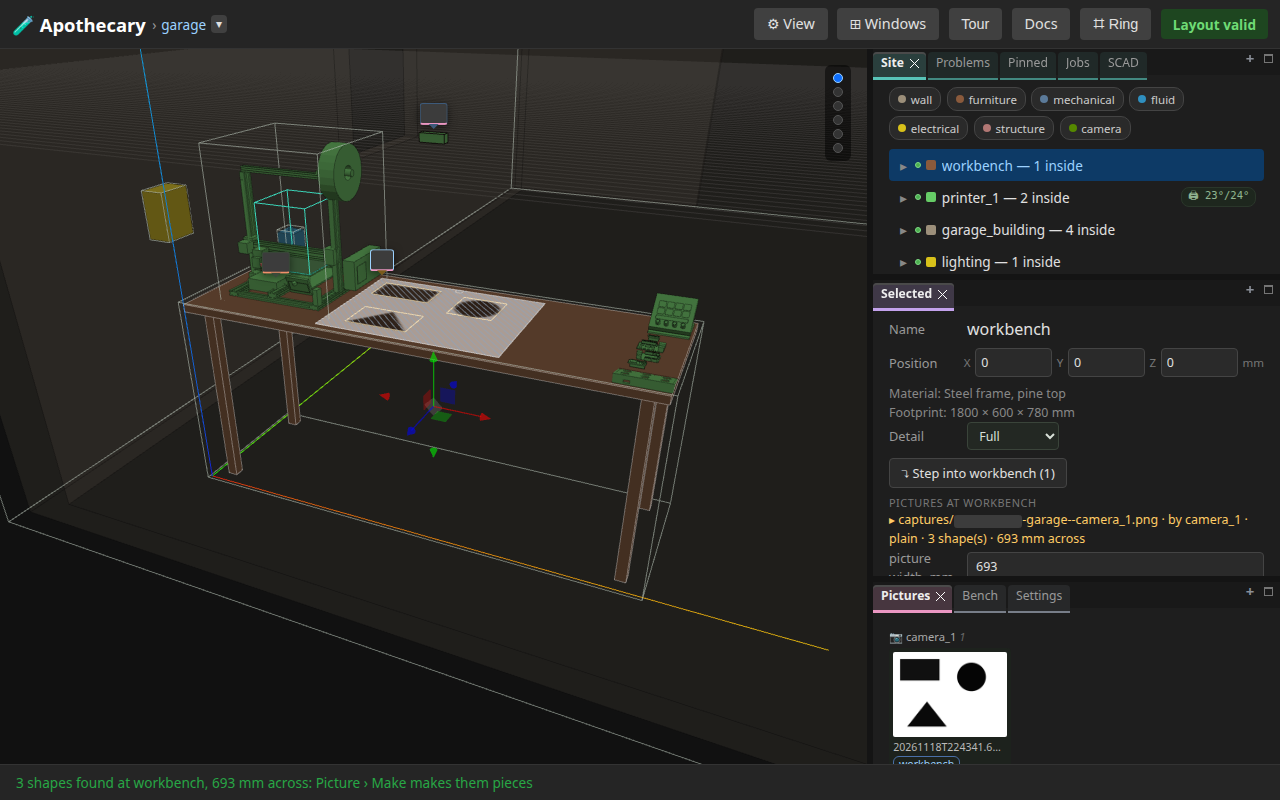 Apothecary › garage ▾
⚙ View
⊞ Windows
Tour
Docs
⌗ Ring
Layout valid
Site
Problems
Pinned
Jobs
SCAD
wall
furniture
mechanical
fluid
electrical
structure
camera
workbench — 1 inside
printer_1 — 2 inside
23°/24°
garage_building — 4 inside
lighting — 1 inside
Selected
Name workbench
Position X 0 Y 0 Z 0 mm
Material: Steel frame, pine top
Footprint: 1800 × 600 × 780 mm
Detail Full
⤵ Step into workbench (1)
PICTURES AT WORKBENCH
▸ captures/
-garage--camera_1.png · by camera_1 ·
plain · 3 shape(s) · 693 mm across
picture
693
Pictures
Bench
Settings
camera_1 1
20261118T224341.6...
workbench
3 shapes found at workbench, 693 mm across: Picture › Make makes them pieces